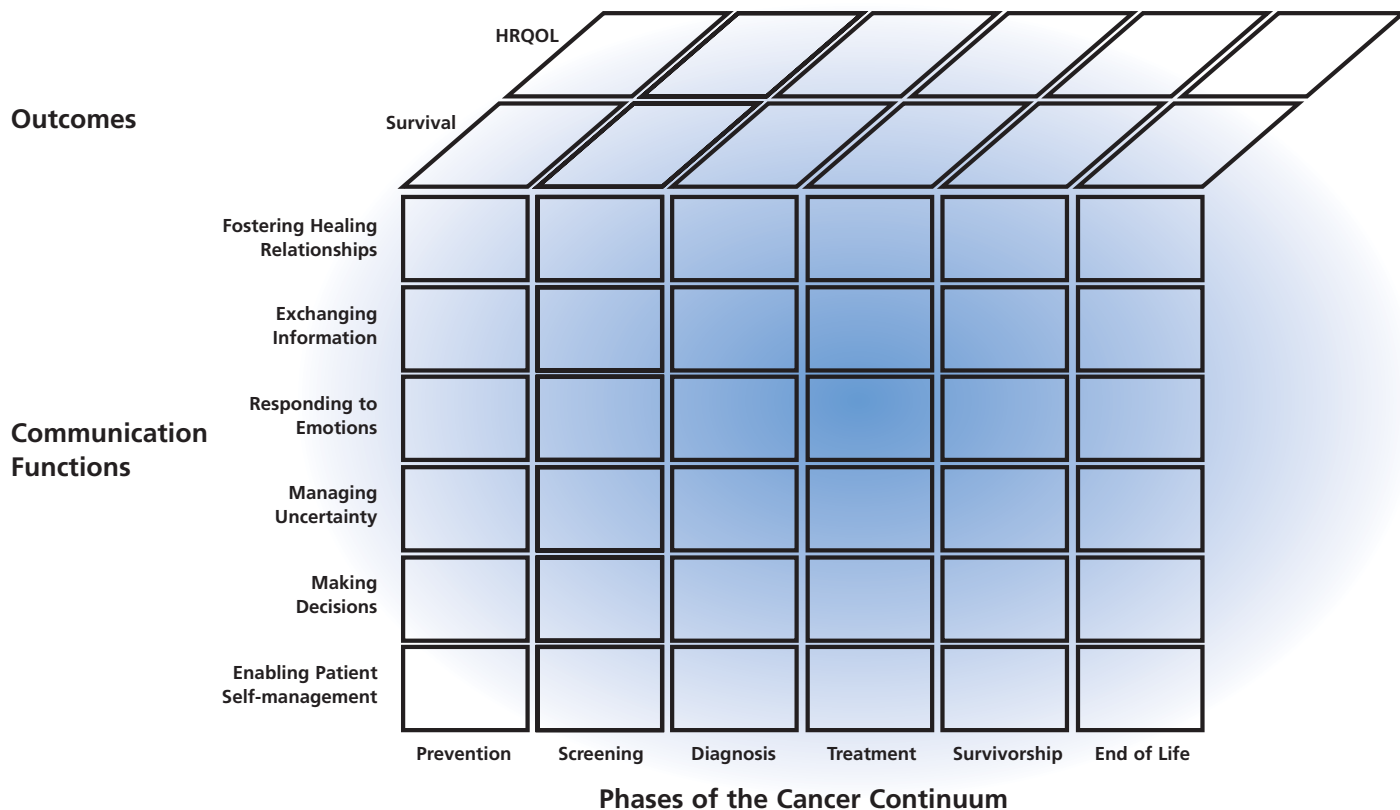 HRQOL
Outcomes
Survival
Fostering Healing
Relationships
Exchanging
Information
Responding to
Emotions
Communication
Functions
Managing
Uncertainty
Making
Decisions
Enabling Patient
Self-management
Prevention
Screening
Diagnosis
Treatment
Survivorship
End of Life
Phases of the Cancer Continuum